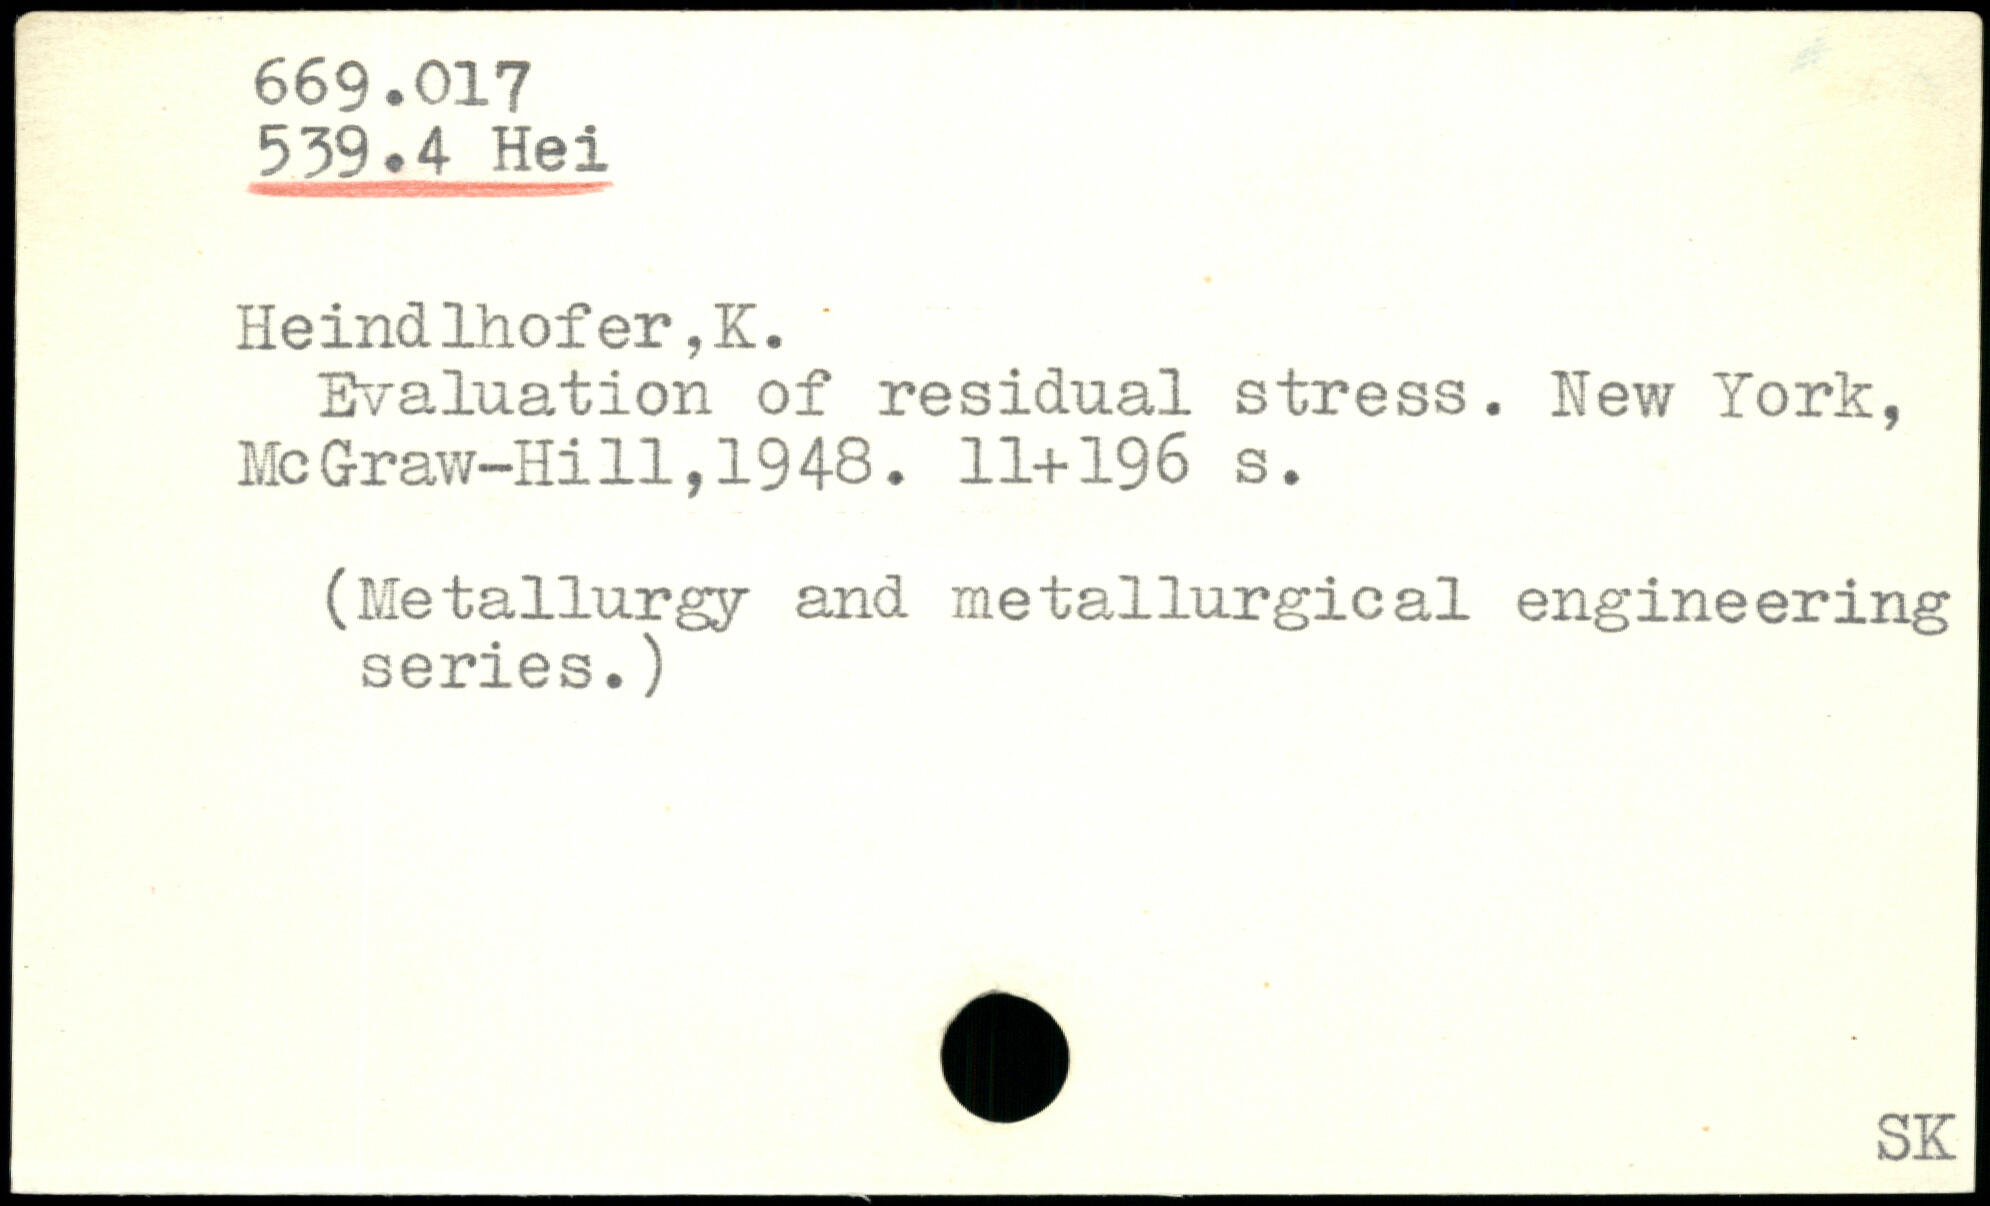 669.017
539.4 Hei
Heindlhofer,K.
Evaluation of residual stress. New York,
McGraw-Hill,1948. 11+196 s.
(Metallurgy and metallurgical engineering
series.)
SK